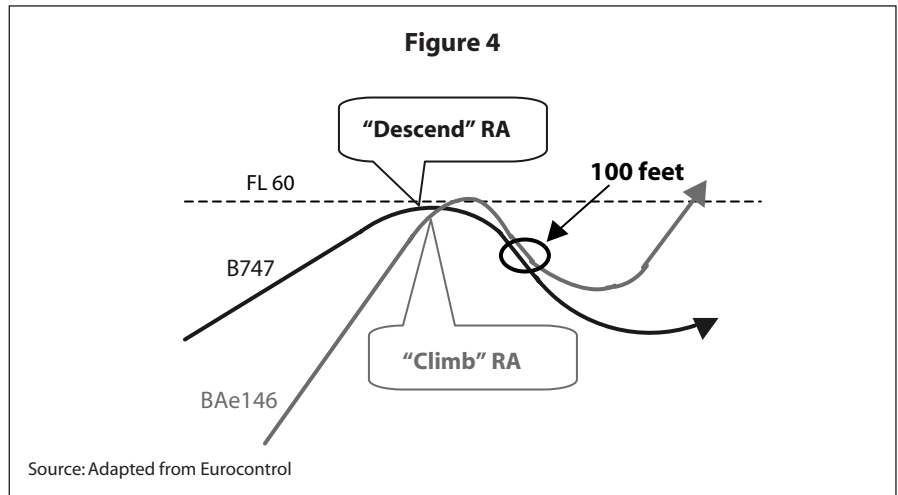 Figure 4
“Descend” RA
FL 60
100 feet
B747
“Climb” RA
BAe146
Source: Adapted from Eurocontrol